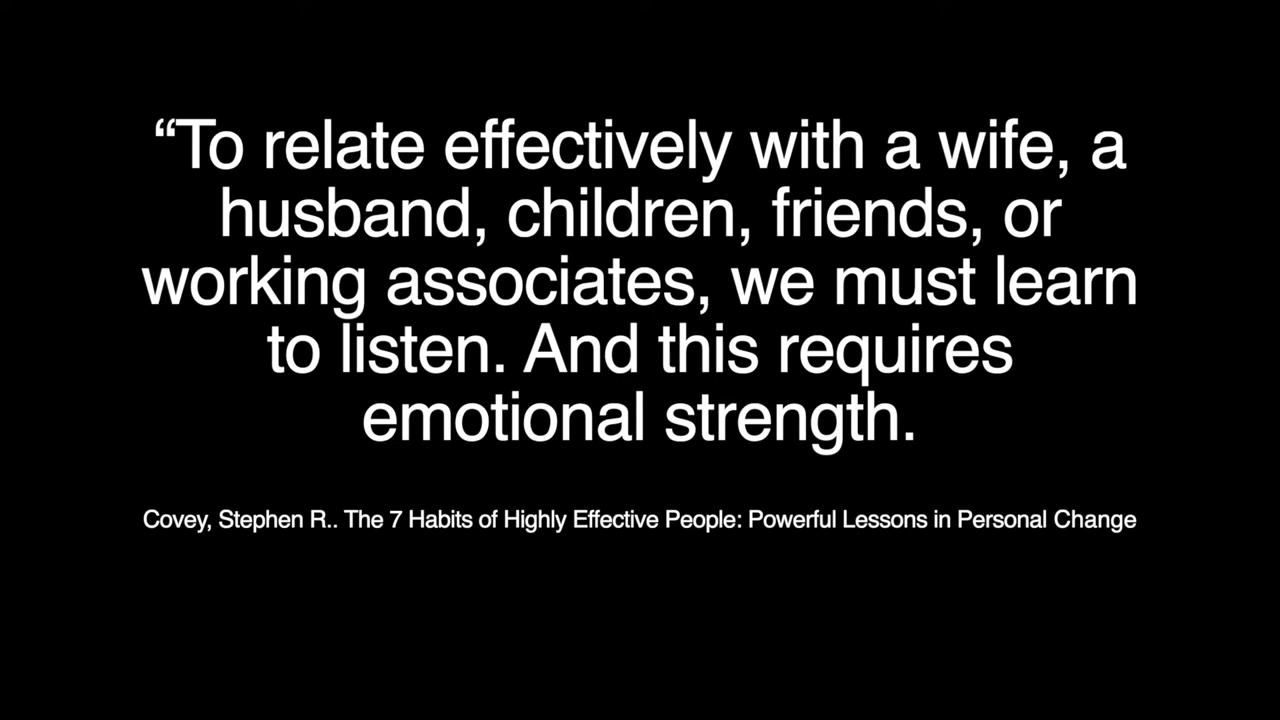 “To relate effectively with a wife, a
husband, children, friends, or
working associates, we must learn
to listen. And this requires
emotional strength.
Covey, Stephen R.. The 7 Habits of Highly Effective People: Powerful Lessons in Personal Change